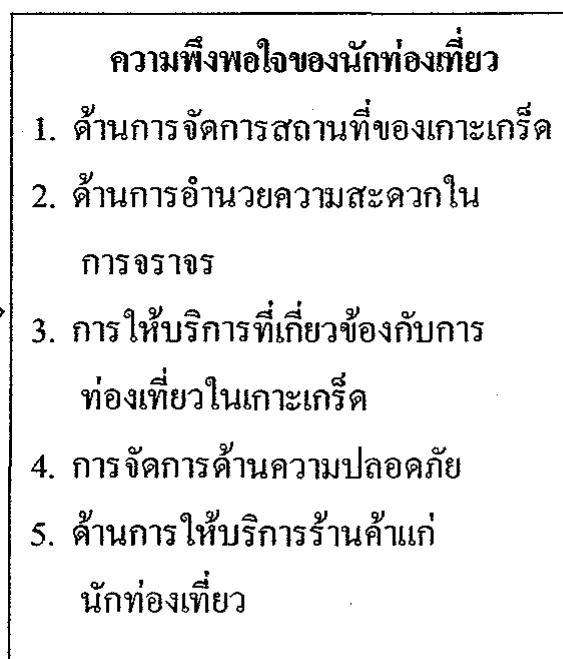 ความพึงพอใจของนักท่องเที่ยว
1. ด้านการจัดการสถานที่ของเกาะเกร็ด
2. ด้านการอำนวยความสะดวกใน
การจราจร
3. การให้บริการที่เกี่ยวข้องกับการ
ท่องเที่ยวในเกาะเกร็ด
4. การจัดการด้านความปลอดภัย
5. ด้านการให้บริการร้านค้าแก่
นักท่องเที่ยว